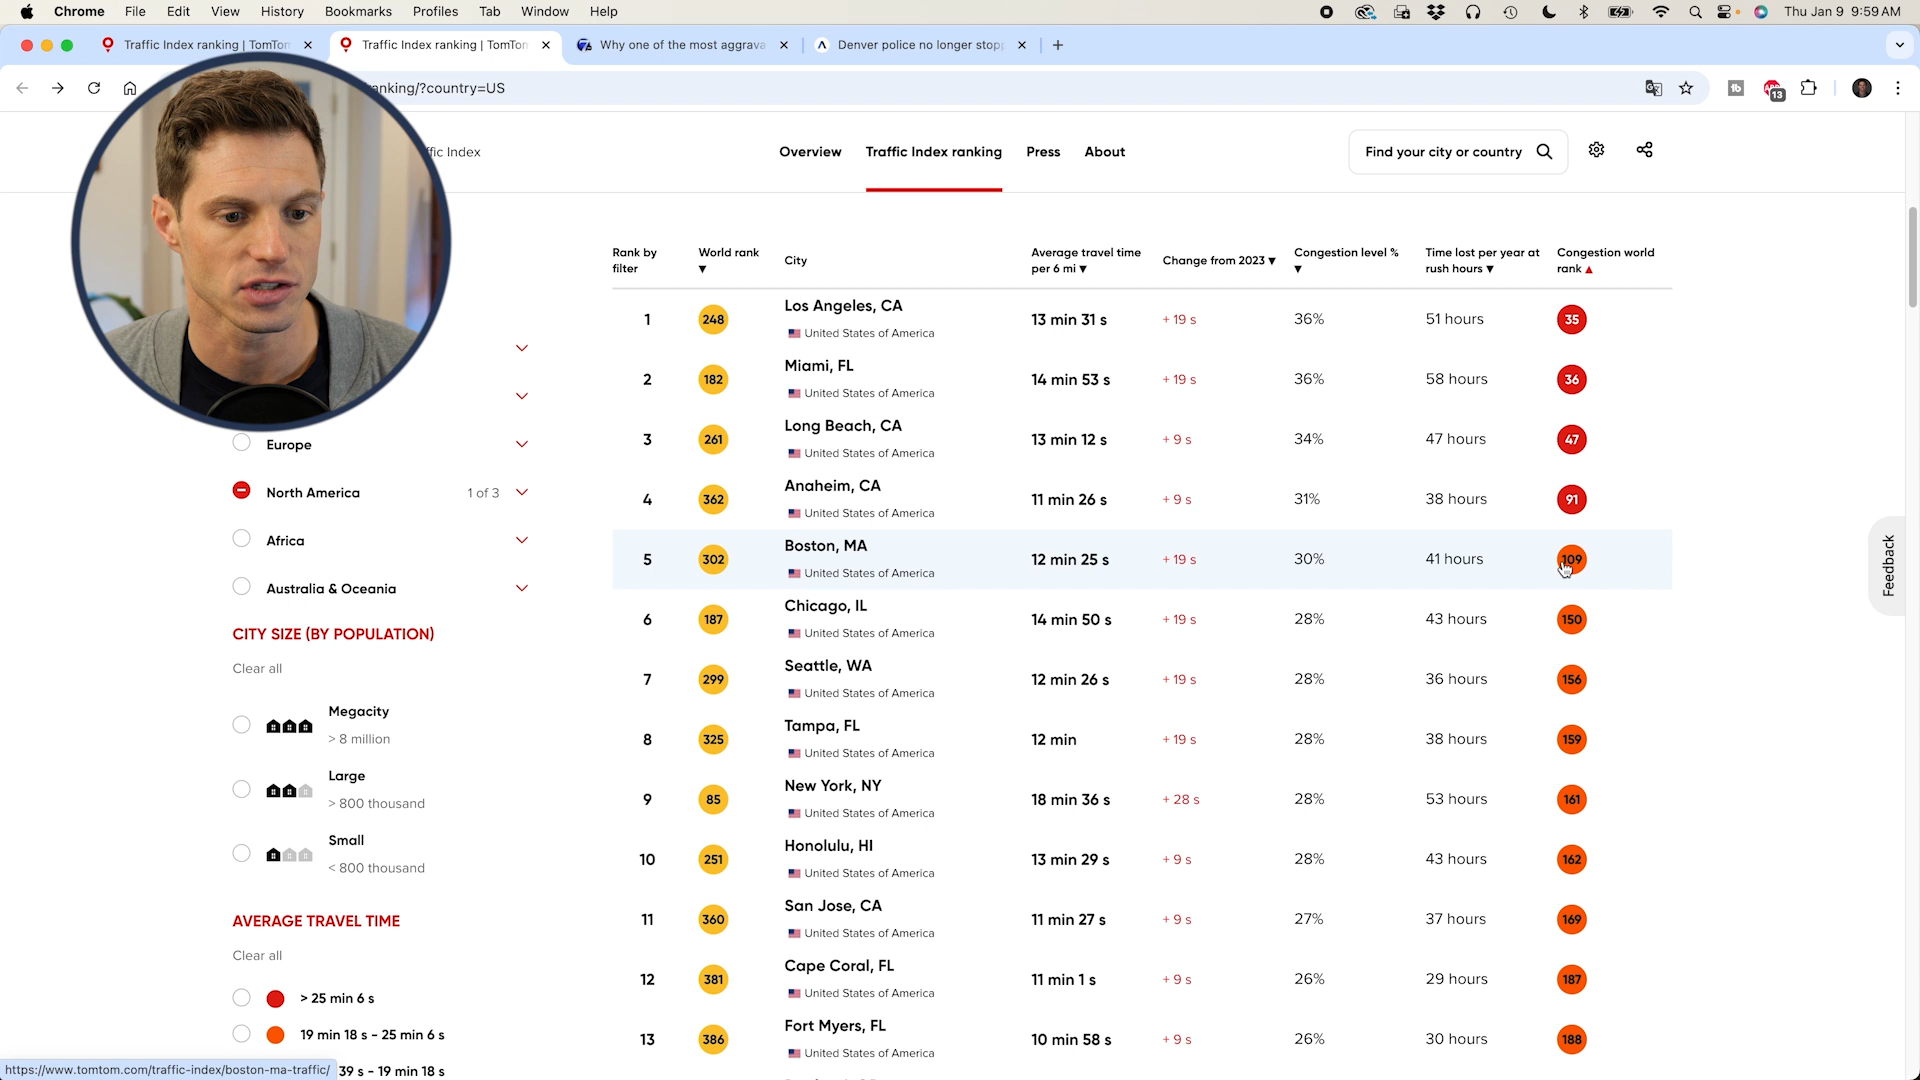 Chrome File Edit View History Bookmarks Profiles Tab Window Help Thu Jan 9 9:59 AM
Traffic Index ranking | TomTom Traffic Index ranking | TomTom Why one of the most aggrava Denver police no longer stopp
anking/?country=US 13
ffic Index Overview Traffic Index ranking Press About Find your city or country
Rank by filter World rank ▼ City Average travel time per 6 mi ▼ Change from 2023 ▼ Congestion level % ▼ Time lost per year at rush hours ▼ Congestion world rank ▲
1 248 Los Angeles, CA 13 min 31 s + 19 s 36% 51 hours 35
United States of America
2 182 Miami, FL 14 min 53 s + 19 s 36% 58 hours 36
United States of America
3 261 Long Beach, CA 13 min 12 s + 9 s 34% 47 hours 47
United States of America
4 362 Anaheim, CA 11 min 26 s + 9 s 31% 38 hours 91
United States of America
5 302 Boston, MA 12 min 25 s + 19 s 30% 41 hours 109
United States of America
6 187 Chicago, IL 14 min 50 s + 19 s 28% 43 hours 150
United States of America
7 299 Seattle, WA 12 min 26 s + 19 s 28% 36 hours 156
United States of America
8 325 Tampa, FL 12 min + 19 s 28% 38 hours 159
United States of America
9 85 New York, NY 18 min 36 s + 28 s 28% 53 hours 161
United States of America
10 251 Honolulu, HI 13 min 29 s + 9 s 28% 43 hours 162
United States of America
11 360 San Jose, CA 11 min 27 s + 9 s 27% 37 hours 169
United States of America
12 381 Cape Coral, FL 11 min 1 s + 9 s 26% 29 hours 187
United States of America
13 386 Fort Myers, FL 10 min 58 s + 9 s 26% 30 hours 188
United States of America
Europe
North America 1 of 3
Africa
Australia & Oceania
CITY SIZE (BY POPULATION)
Clear all
Megacity
> 8 million
Large
> 800 thousand
Small
< 800 thousand
AVERAGE TRAVEL TIME
Clear all
> 25 min 6 s
19 min 18 s - 25 min 6 s
39 s - 19 min 18 s
https://www.tomtom.com/traffic-index/boston-ma-traffic/
Feedback